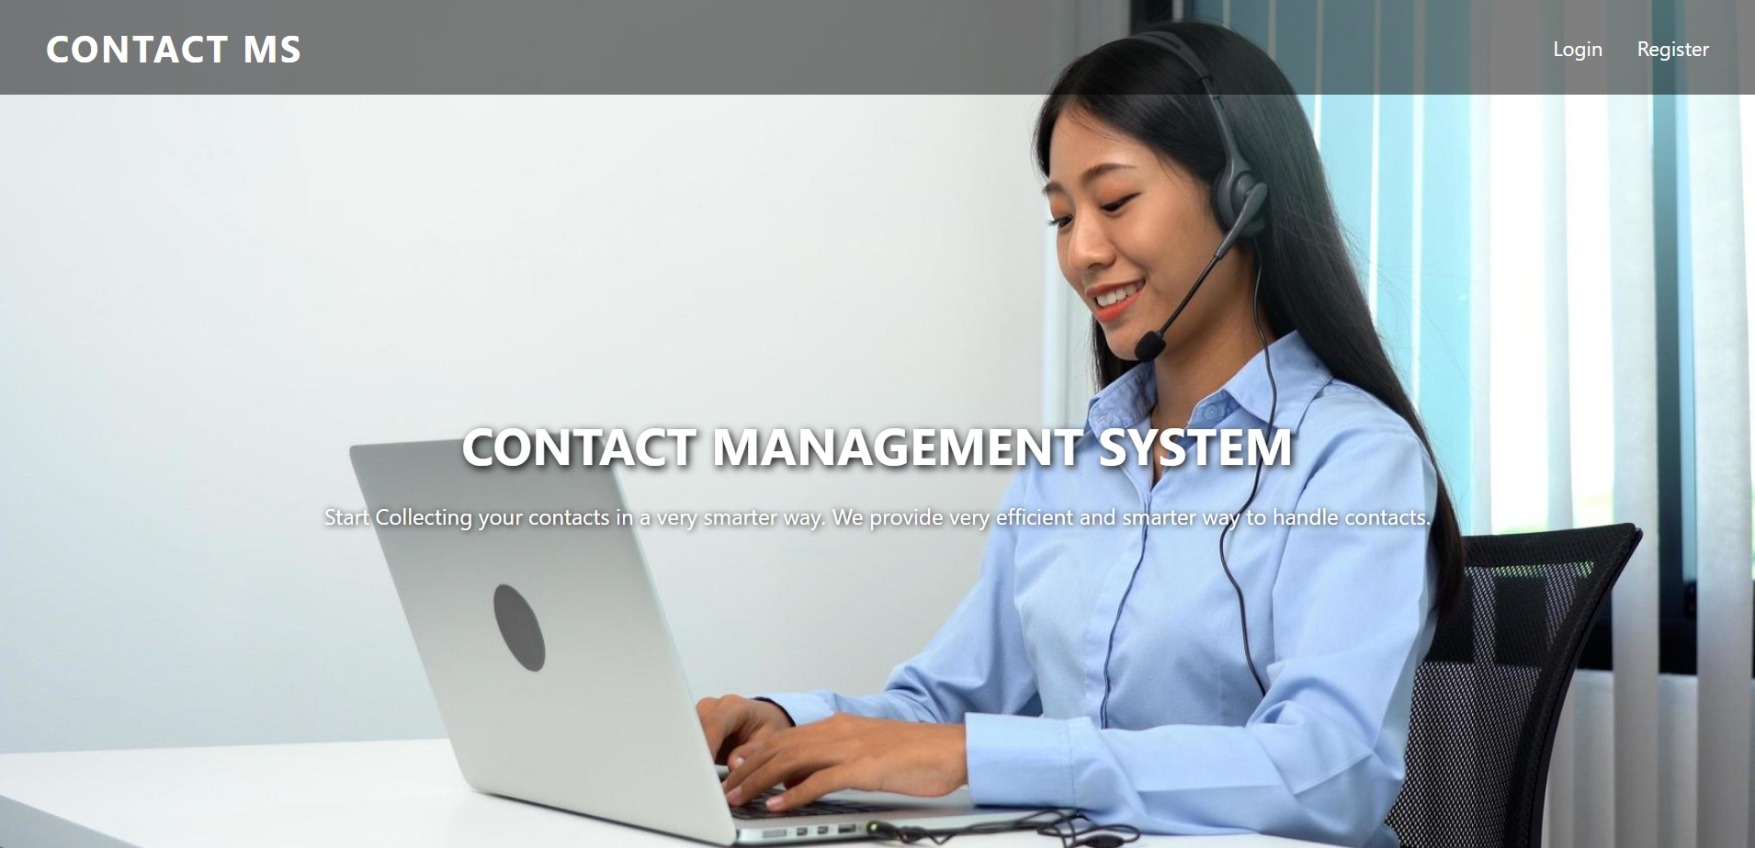 CONTACT MS
Login
Register
CONTACT MANAGEMENT SYSTEM
Start Collecting your contacts in a very smarter way. We provide very efficient and smarter way to handle contacts.